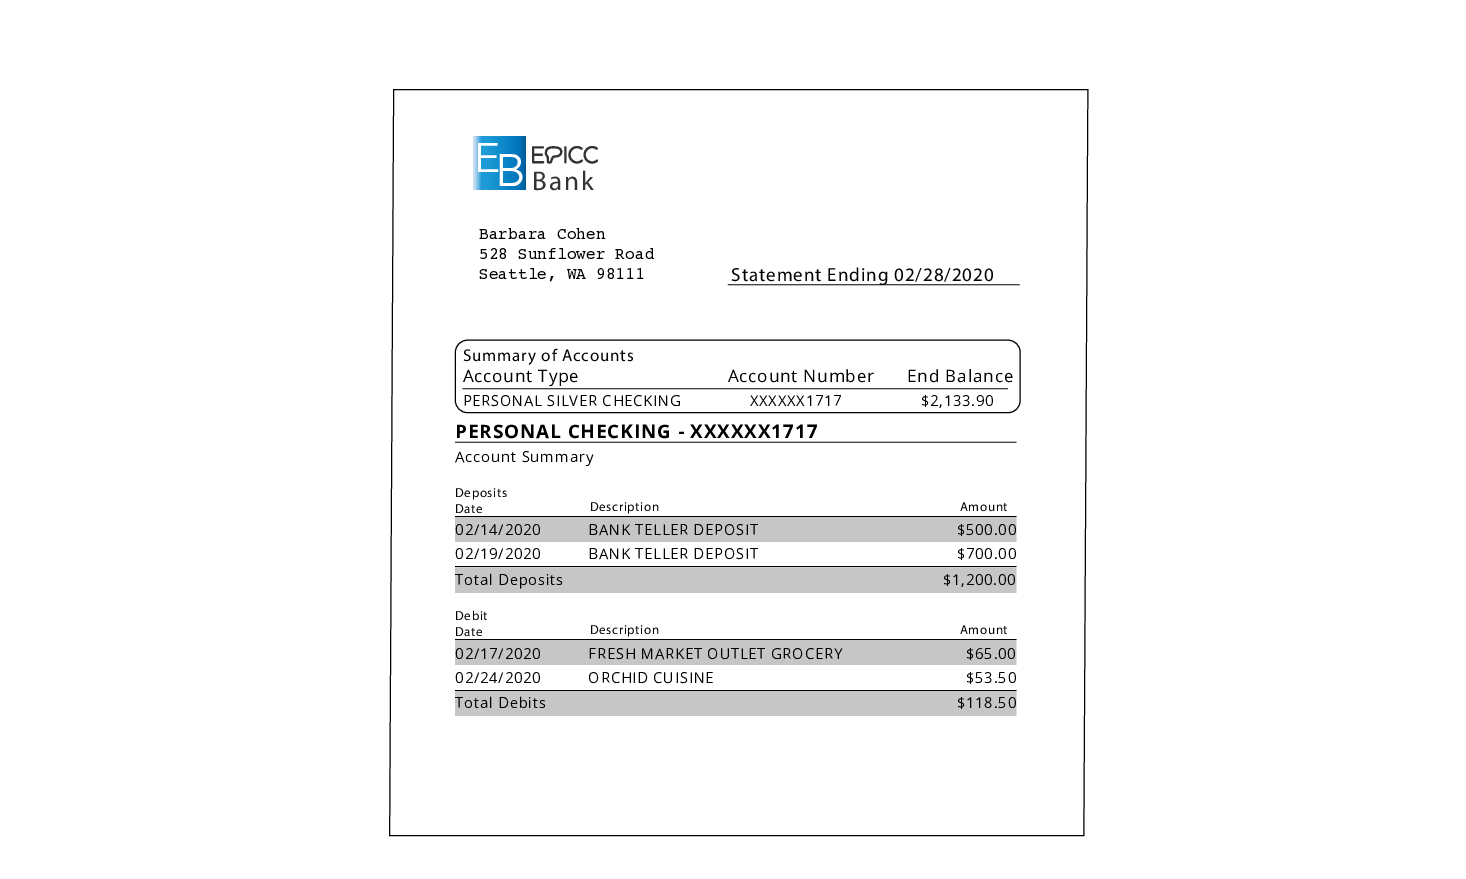 EB EPICC
Bank
Barbara Cohen
528 Sunflower Road
Seattle, WA 98111
Statement Ending 02/28/2020
Summary of Accounts
Account Type Account Number End Balance
PERSONAL SILVER CHECKING XXXXXX1717 $2,133.90
PERSONAL CHECKING - XXXXXX1717
Account Summary
Deposits
Date Description Amount
02/14/2020 BANK TELLER DEPOSIT $500.00
02/19/2020 BANK TELLER DEPOSIT $700.00
Total Deposits $1,200.00
Debit
Date Description Amount
02/17/2020 FRESH MARKET OUTLET GROCERY $65.00
02/24/2020 ORCHID CUISINE $53.50
Total Debits $118.50